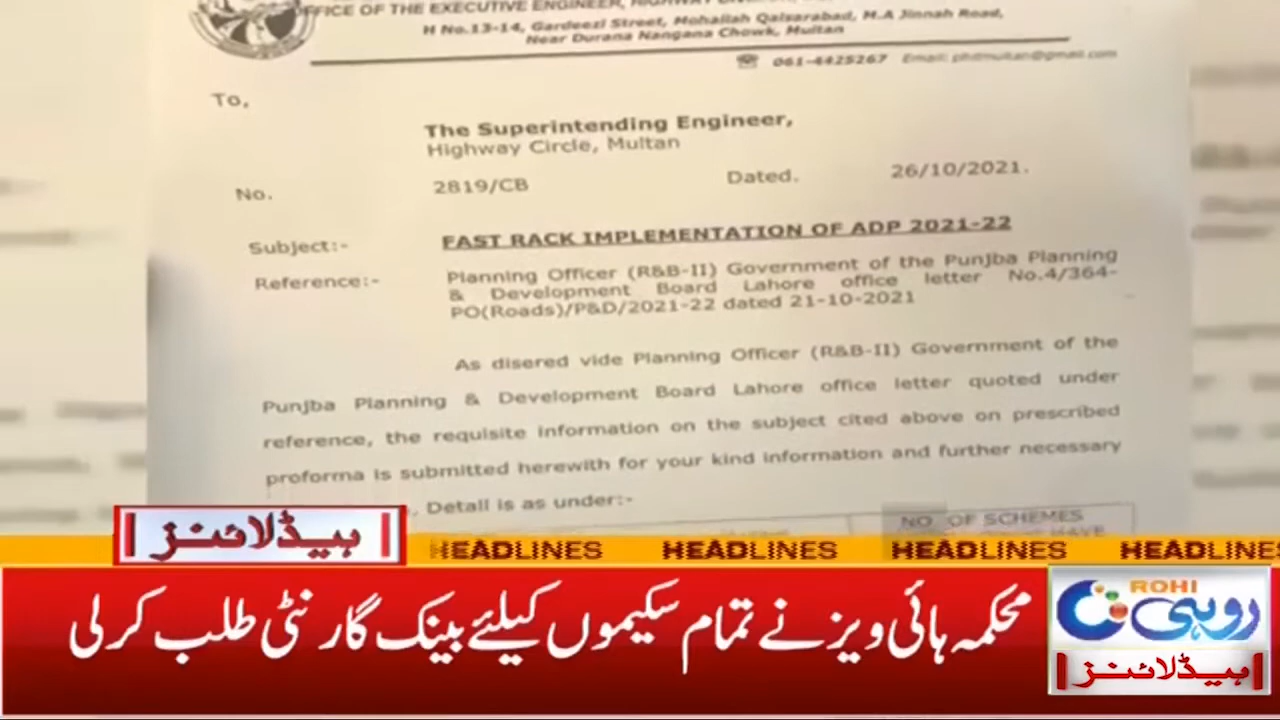 OFFICE OF THE EXECUTIVE ENGINEER, HIGHWAY
H No.13-14, Gardeezi Street, Mohallah Qaisarabad, M.A Jinnah Road,
Near Durana Nangana Chowk, Multan
061-4425267 Email: phdmultan@gmail.com
To,
The Superintending Engineer,
Highway Circle, Multan
No. 2819/CB Dated. 26/10/2021.
Subject:- FAST RACK IMPLEMENTATION OF ADP 2021-22
Reference:- Planning Officer (R&B-II) Government of the Punjba Planning
& Development Board Lahore office letter No.4/364-
PO(Roads)/P&D/2021-22 dated 21-10-2021
As disered vide Planning Officer (R&B-II) Government of the
Punjba Planning & Development Board Lahore office letter quoted under
reference, the requisite information on the subject cited above on prescribed
proforma is submitted herewith for your kind information and further necessary
, Detail is as under:-
NO OF SCHEMES
HAVE
ہیڈلائنز
HEADLINES HEADLINES HEADLINES HEADLINES
محکمہ ہائی ویز نے تمام سکیموں کیلئے بینک گارنٹی طلب کرلی
ROHI
روہی
ہیڈلائنز